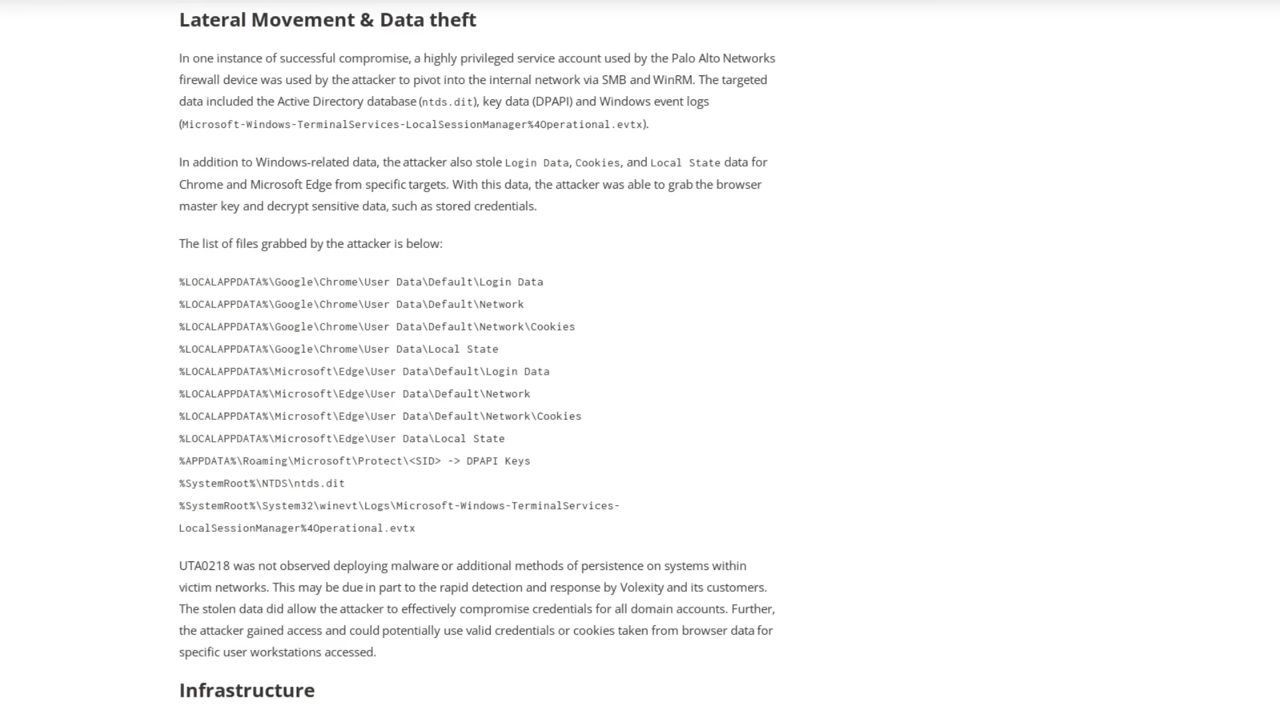 Lateral Movement & Data theft
In one instance of successful compromise, a highly privileged service account used by the Palo Alto Networks
firewall device was used by the attacker to pivot into the internal network via SMB and WinRM. The targeted
data included the Active Directory database (ntds.dit), key data (DPAPI) and Windows event logs
(Microsoft-Windows-TerminalServices-LocalSessionManager%4Operational.evtx).
In addition to Windows-related data, the attacker also stole Login Data, Cookies, and Local State data for
Chrome and Microsoft Edge from specific targets. With this data, the attacker was able to grab the browser
master key and decrypt sensitive data, such as stored credentials.
The list of files grabbed by the attacker is below:
%LOCALAPPDATA%\Google\Chrome\User Data\Default\Login Data
%LOCALAPPDATA%\Google\Chrome\User Data\Default\Network
%LOCALAPPDATA%\Google\Chrome\User Data\Default\Network\Cookies
%LOCALAPPDATA%\Google\Chrome\User Data\Local State
%LOCALAPPDATA%\Microsoft\Edge\User Data\Default\Login Data
%LOCALAPPDATA%\Microsoft\Edge\User Data\Default\Network
%LOCALAPPDATA%\Microsoft\Edge\User Data\Default\Network\Cookies
%LOCALAPPDATA%\Microsoft\Edge\User Data\Local State
%APPDATA%\Roaming\Microsoft\Protect\<SID> -> DPAPI Keys
%SystemRoot%\NTDS\ntds.dit
%SystemRoot%\System32\winevt\Logs\Microsoft-Windows-TerminalServices-
LocalSessionManager%4Operational.evtx
UTA0218 was not observed deploying malware or additional methods of persistence on systems within
victim networks. This may be due in part to the rapid detection and response by Volexity and its customers.
The stolen data did allow the attacker to effectively compromise credentials for all domain accounts. Further,
the attacker gained access and could potentially use valid credentials or cookies taken from browser data for
specific user workstations accessed.
Infrastructure